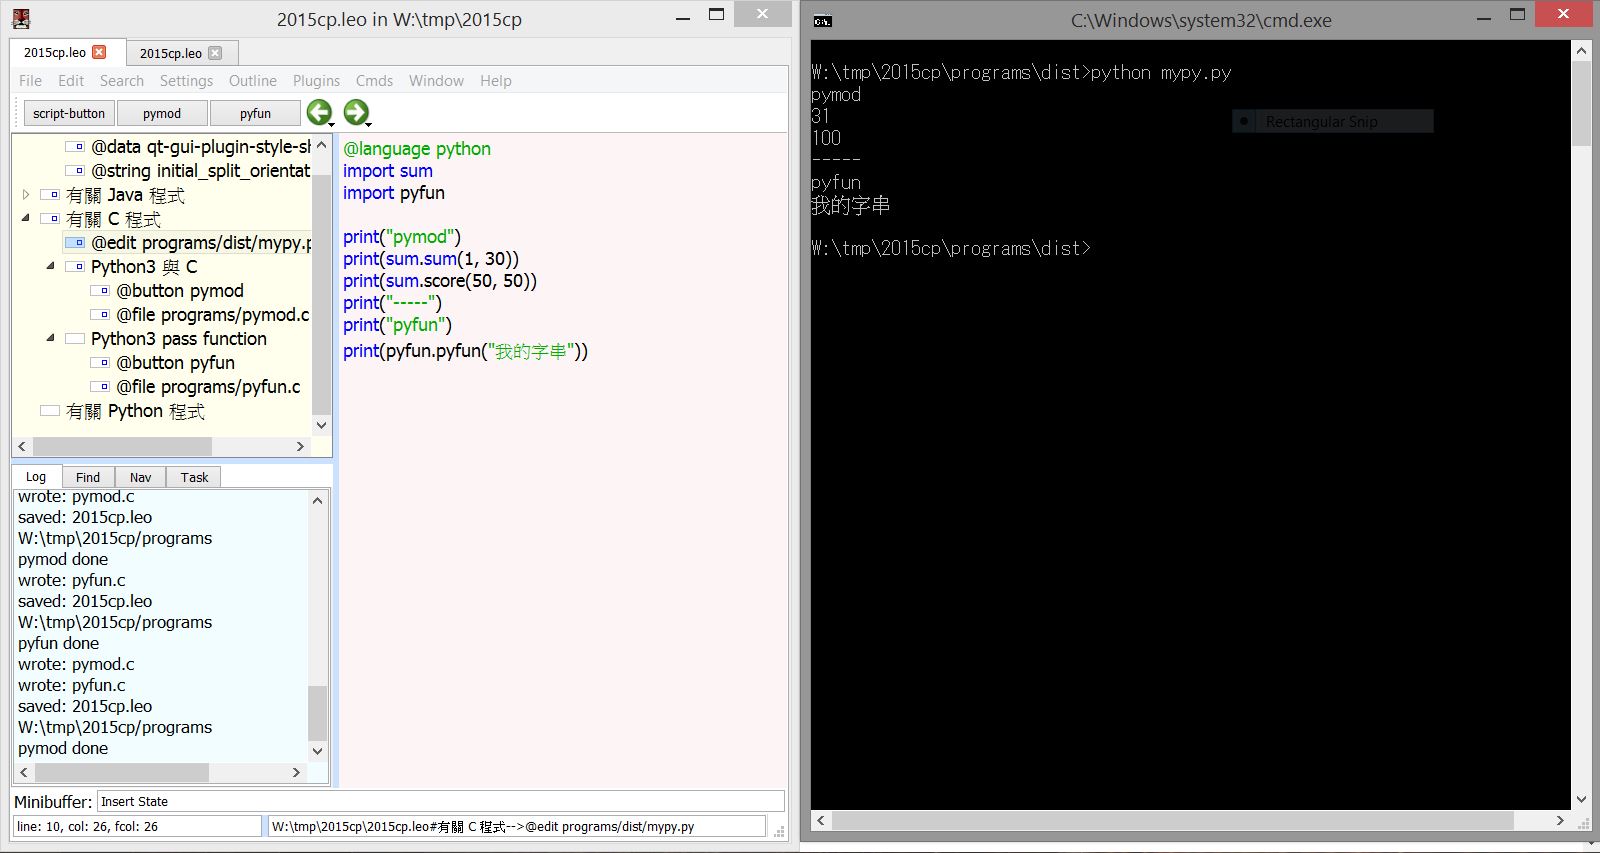 2015cp.leo in W:\tmp\2015cp
2015cp.leo
2015cp.leo
File Edit Search Settings Outline Plugins Cmds Window Help
script-button pymod pyfun
@data qt-gui-plugin-style-sh
@string initial_split_orientat
有關 Java 程式
有關 C 程式
@edit programs/dist/mypy.p
Python3 與 C
@button pymod
@file programs/pymod.c
Python3 pass function
@button pyfun
@file programs/pyfun.c
有關 Python 程式
@language python
import sum
import pyfun
print("pymod")
print(sum.sum(1, 30))
print(sum.score(50, 50))
print("-----")
print("pyfun")
print(pyfun.pyfun("我的字串"))
Log Find Nav Task
wrote: pymod.c
saved: 2015cp.leo
W:\tmp\2015cp/programs
pymod done
wrote: pyfun.c
saved: 2015cp.leo
W:\tmp\2015cp/programs
pyfun done
wrote: pymod.c
wrote: pyfun.c
saved: 2015cp.leo
W:\tmp\2015cp/programs
pymod done
Minibuffer: Insert State
line: 10, col: 26, fcol: 26
W:\tmp\2015cp\2015cp.leo#有關 C 程式-->@edit programs/dist/mypy.py
C:\Windows\system32\cmd.exe
W:\tmp\2015cp\programs\dist>python mypy.py
pymod
31
100
-----
pyfun
我的字串
W:\tmp\2015cp\programs\dist>
Rectangular Snip